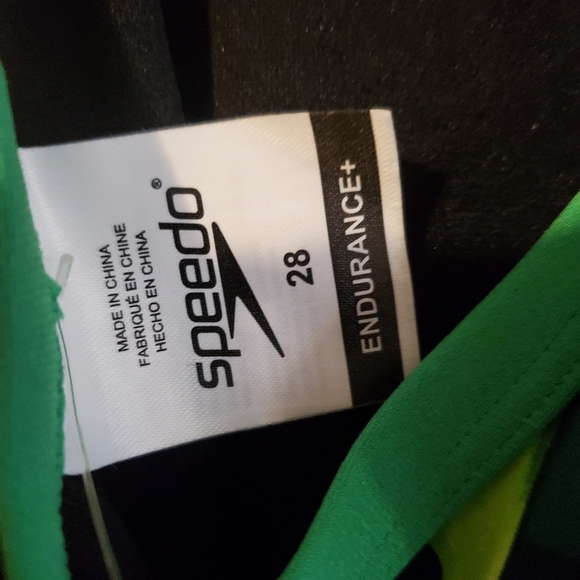 MADE IN CHINA
FABRIQUÉ EN CHINE
HECHO EN CHINA
speedo®
28
ENDURANCE+